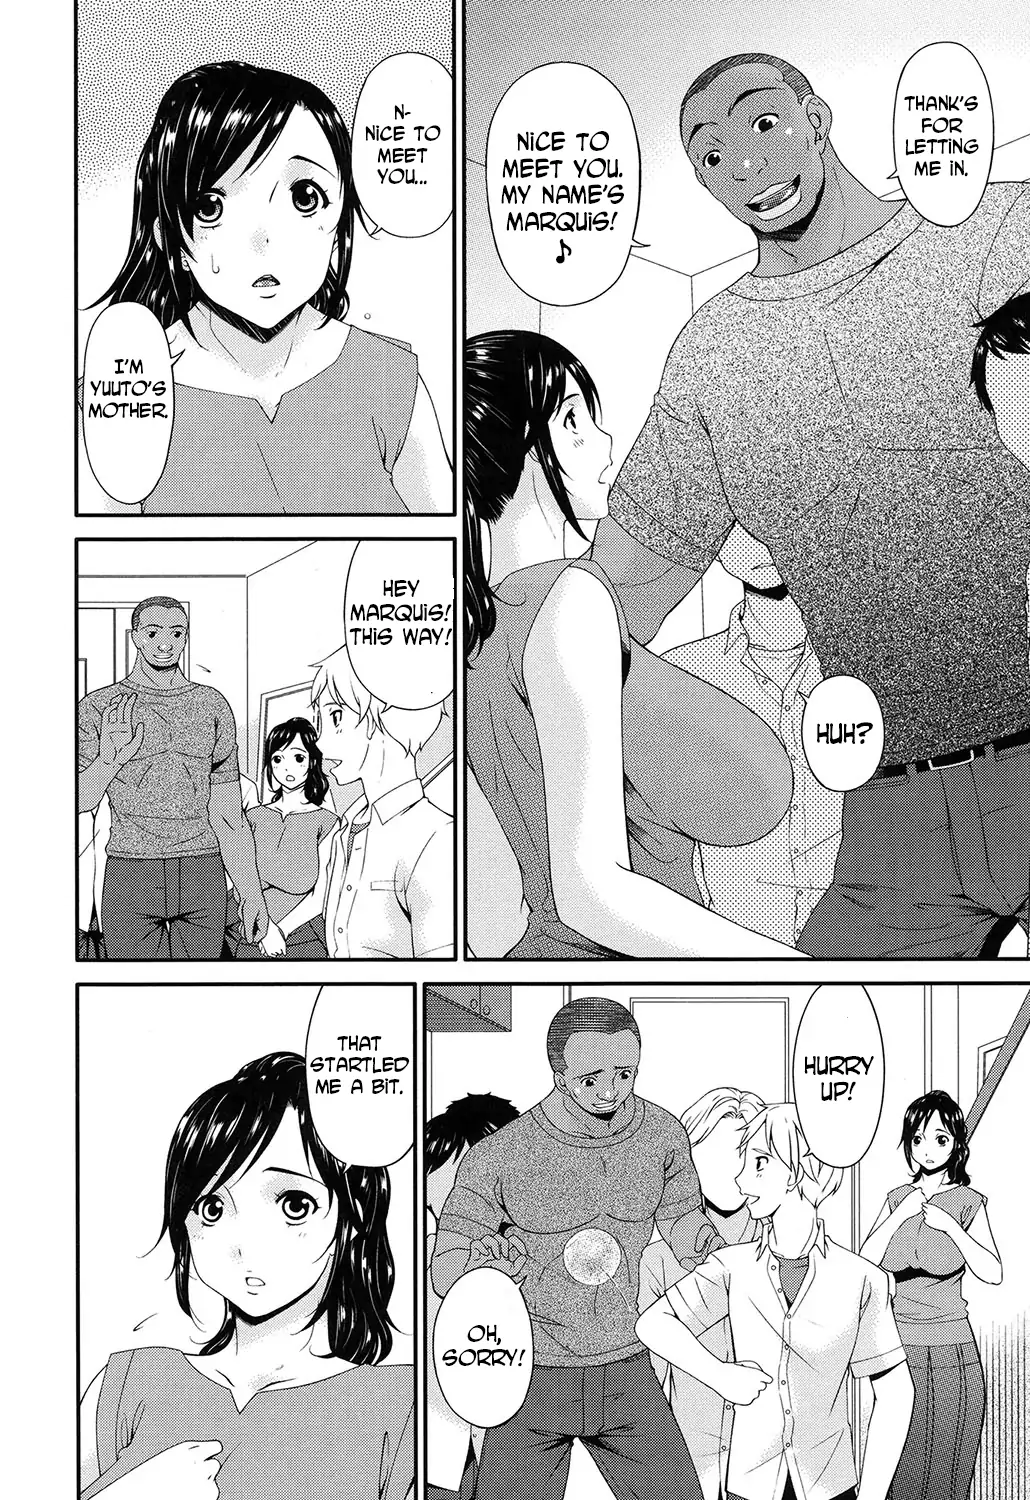 THANK'S
FOR
LETTING
ME IN.
NICE TO
MEET YOU.
MY NAME'S
MARQUIS!
♪
HUH?
N-
NICE TO
MEET
YOU...
I'M
YUUTO'S
MOTHER.
HEY
MARQUIS!
THIS WAY!
HURRY
UP!
OH,
SORRY!
THAT
STARTLED
ME A BIT.